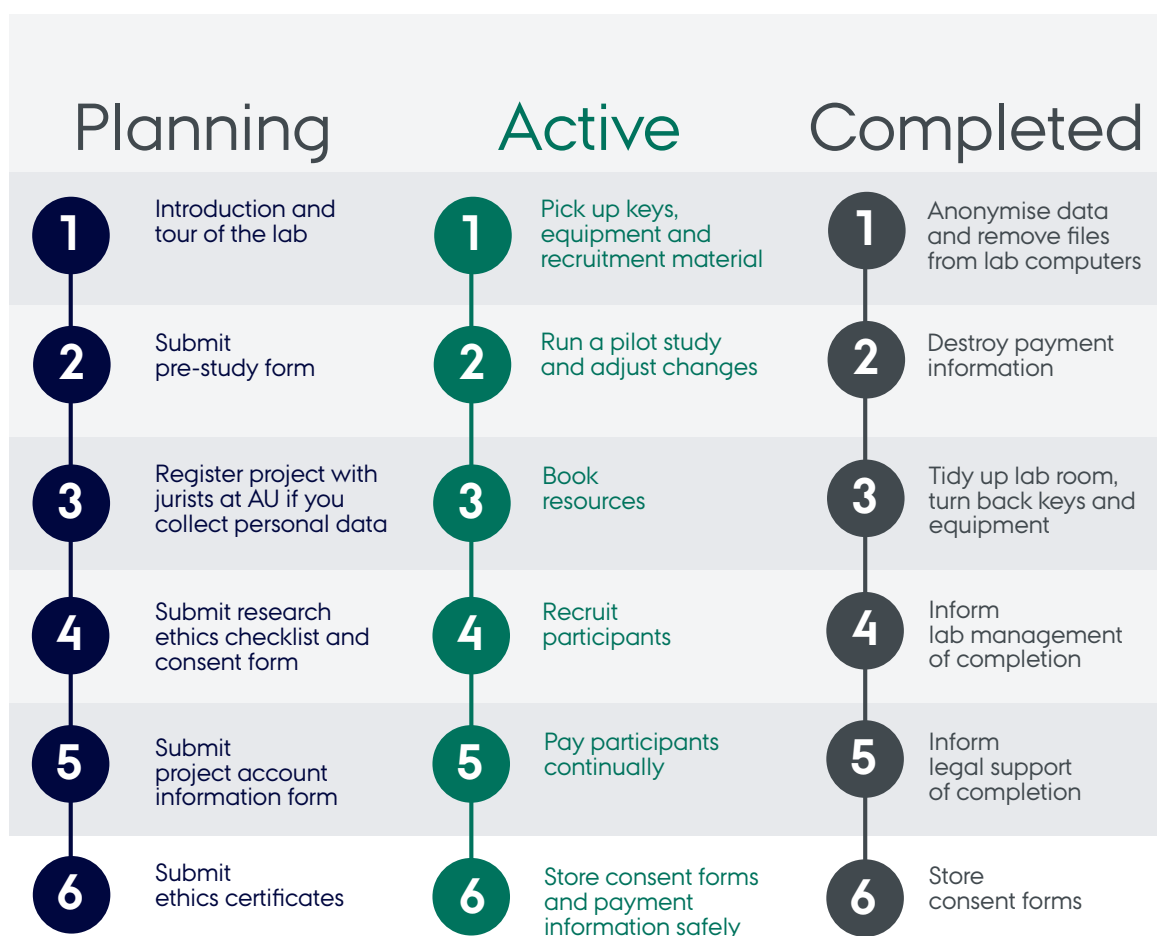 Planning
1
Introduction and
tour of the lab
2
Submit
pre-study form
3
Register project with
jurists at AU if you
collect personal data
4
Submit research
ethics checklist and
consent form
5
Submit
project account
information form
6
Submit
ethics certificates
Active
1
Pick up keys,
equipment and
recruitment material
2
Run a pilot study
and adjust changes
3
Book
resources
4
Recruit
participants
5
Pay participants
continually
6
Store consent forms
and payment
information safely
Completed
1
Anonymise data
and remove files
from lab computers
2
Destroy payment
information
3
Tidy up lab room,
turn back keys and
equipment
4
Inform
lab management
of completion
5
Inform
legal support
of completion
6
Store
consent forms